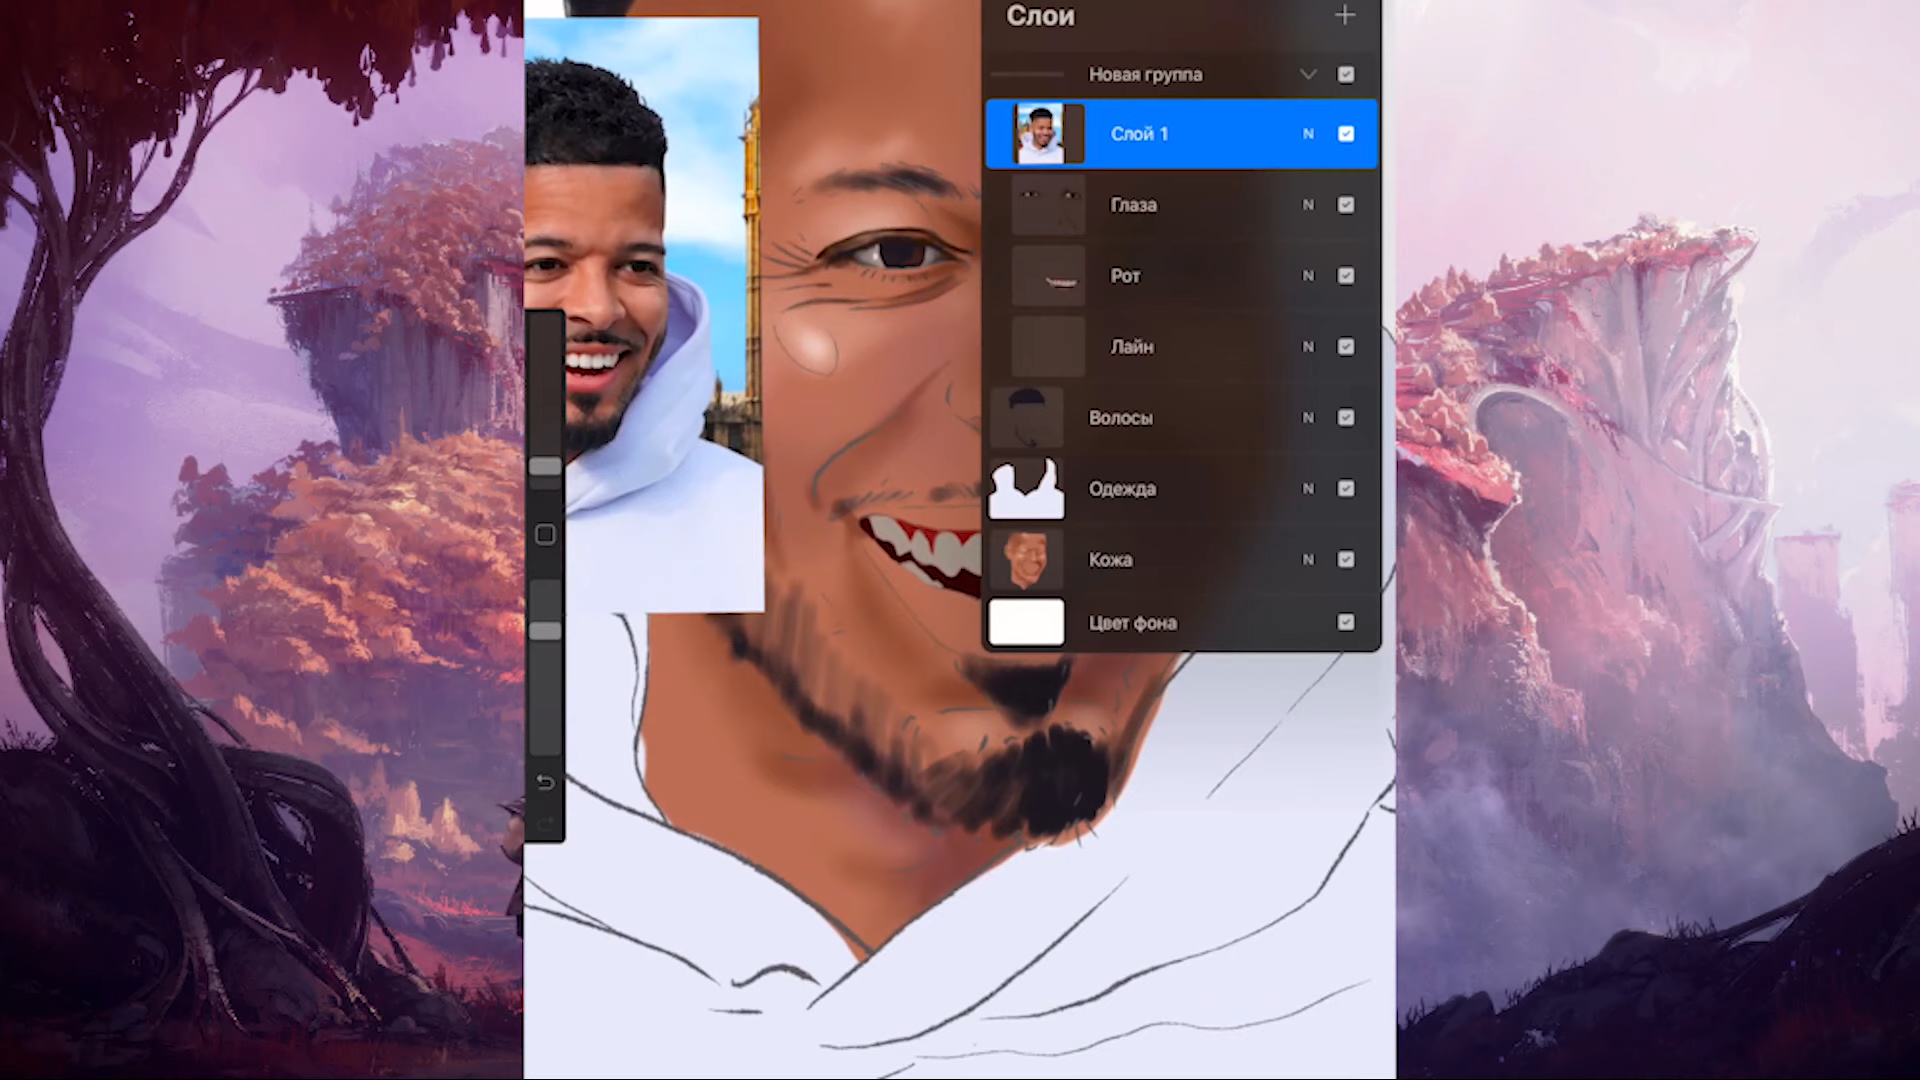 Слои
Новая группа
Слой 1 N
Глаза N
Рот N
Лайн N
Волосы N
Одежда N
Кожа N
Цвет фона